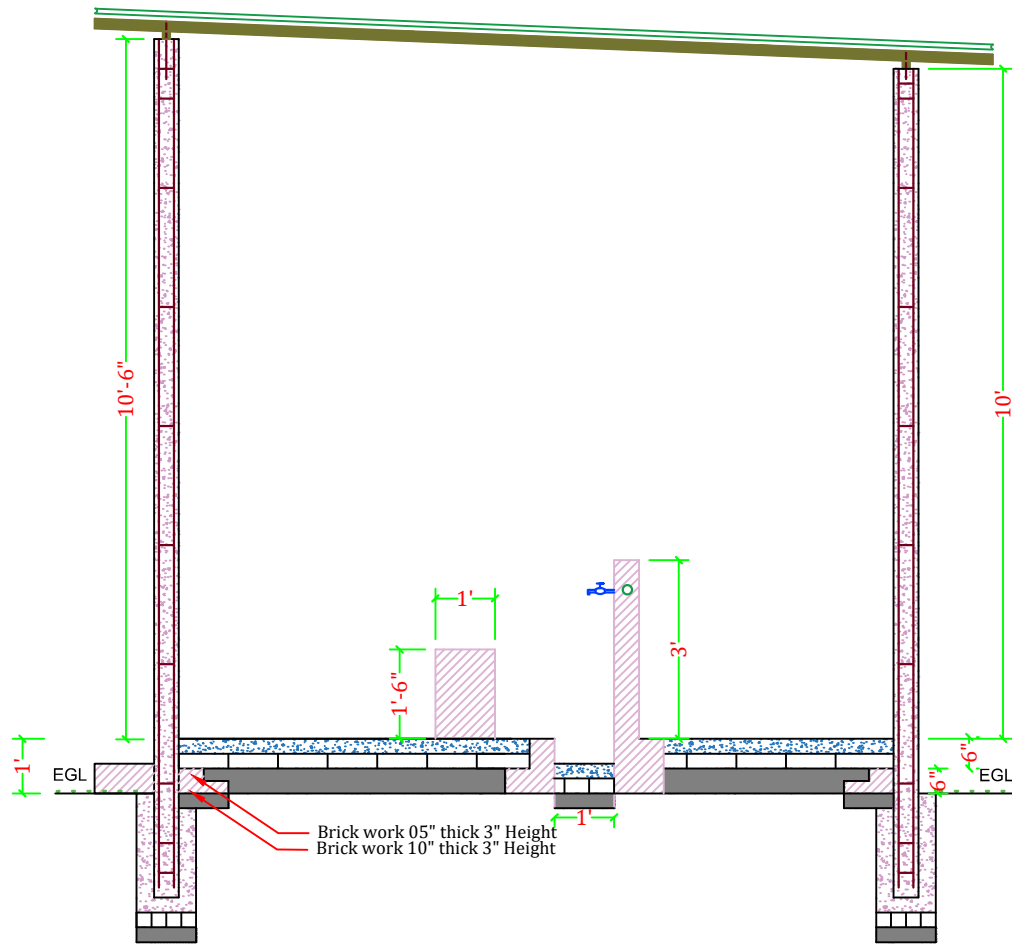 10'-6"
10'
1'
3'
1'-6"
1'
6"
EGL
6"
EGL
1'
Brick work 05" thick 3" Height
Brick work 10" thick 3" Height